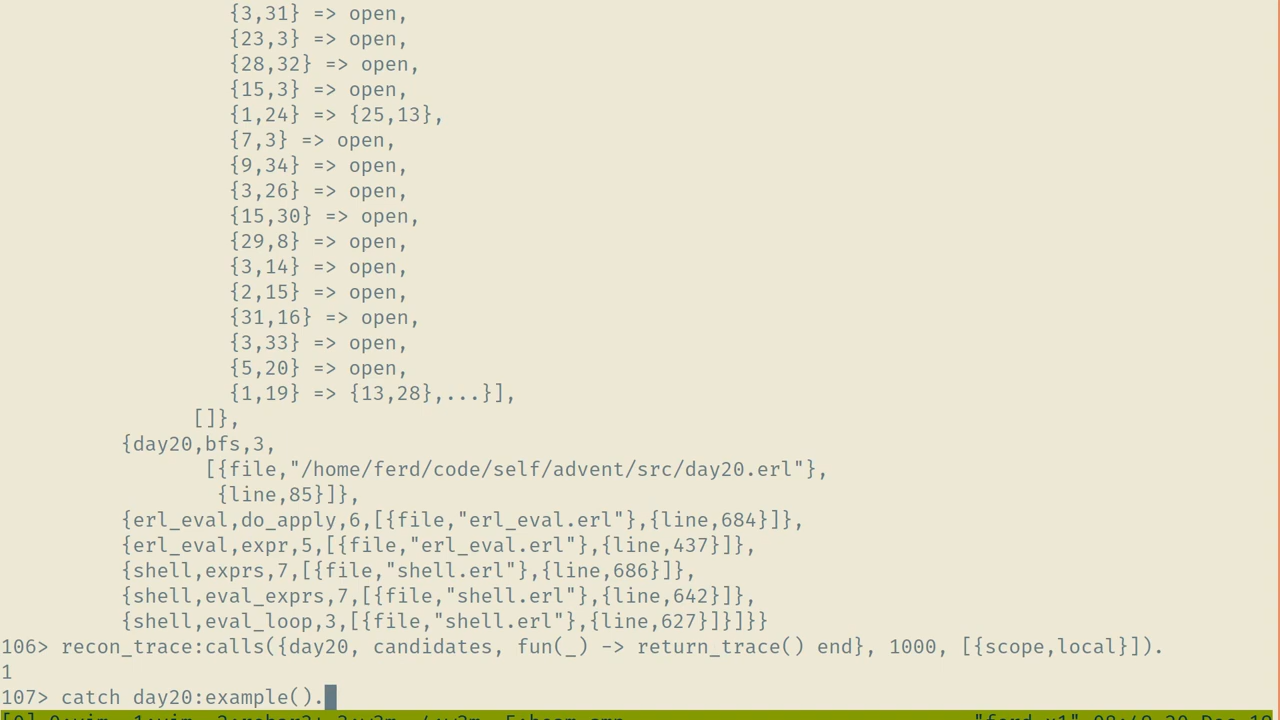 {3,31} => open,
{23,3} => open,
{28,32} => open,
{15,3} => open,
{1,24} => {25,13},
{7,3} => open,
{9,34} => open,
{3,26} => open,
{15,30} => open,
{29,8} => open,
{3,14} => open,
{2,15} => open,
{31,16} => open,
{3,33} => open,
{5,20} => open,
{1,19} => {13,28},...}],
[]},
{day20,bfs,3,
[{file,"/home/ferd/code/self/advent/src/day20.erl"},
{line,85}]},
{erl_eval,do_apply,6,[{file,"erl_eval.erl"},{line,684}]},
{erl_eval,expr,5,[{file,"erl_eval.erl"},{line,437}]},
{shell,exprs,7,[{file,"shell.erl"},{line,686}]},
{shell,eval_exprs,7,[{file,"shell.erl"},{line,642}]},
{shell,eval_loop,3,[{file,"shell.erl"},{line,627}]}]}}
106> recon_trace:calls({day20, candidates, fun(_) -> return_trace() end}, 1000, [{scope,local}]).
1
107> catch day20:example().